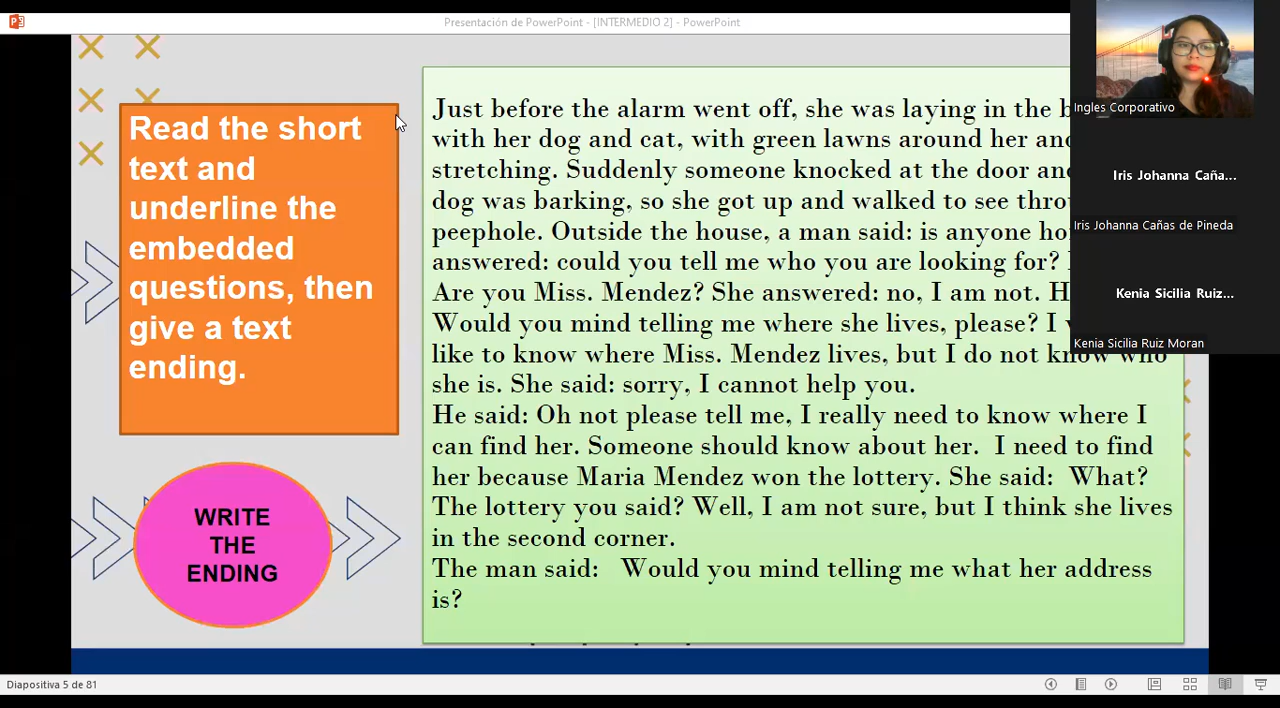 Presentación de PowerPoint - [INTERMEDIO 2] - PowerPoint
Read the short
text and
underline the
embedded
questions, then
give a text
ending.
WRITE
THE
ENDING
Just before the alarm went off, she was laying in the
with her dog and cat, with green lawns around her
stretching. Suddenly someone knocked at the door
dog was barking, so she got up and walked to see
peephole. Outside the house, a man said: is anyone
answered: could you tell me who you are looking for?
Are you Miss. Mendez? She answered: no, I am not.
Would you mind telling me where she lives, please? I
like to know where Miss. Mendez lives, but I do not know who
she is. She said: sorry, I cannot help you.
He said: Oh not please tell me, I really need to know where I
can find her. Someone should know about her. I need to find
her because Maria Mendez won the lottery. She said: What?
The lottery you said? Well, I am not sure, but I think she lives
in the second corner.
The man said: Would you mind telling me what her address
is?
Ingles Corporativo
Iris Johanna Caña...
Iris Johanna Cañas de Pineda
Kenia Sicilia Ruiz...
Kenia Sicilia Ruiz Moran
Diapositiva 5 de 81